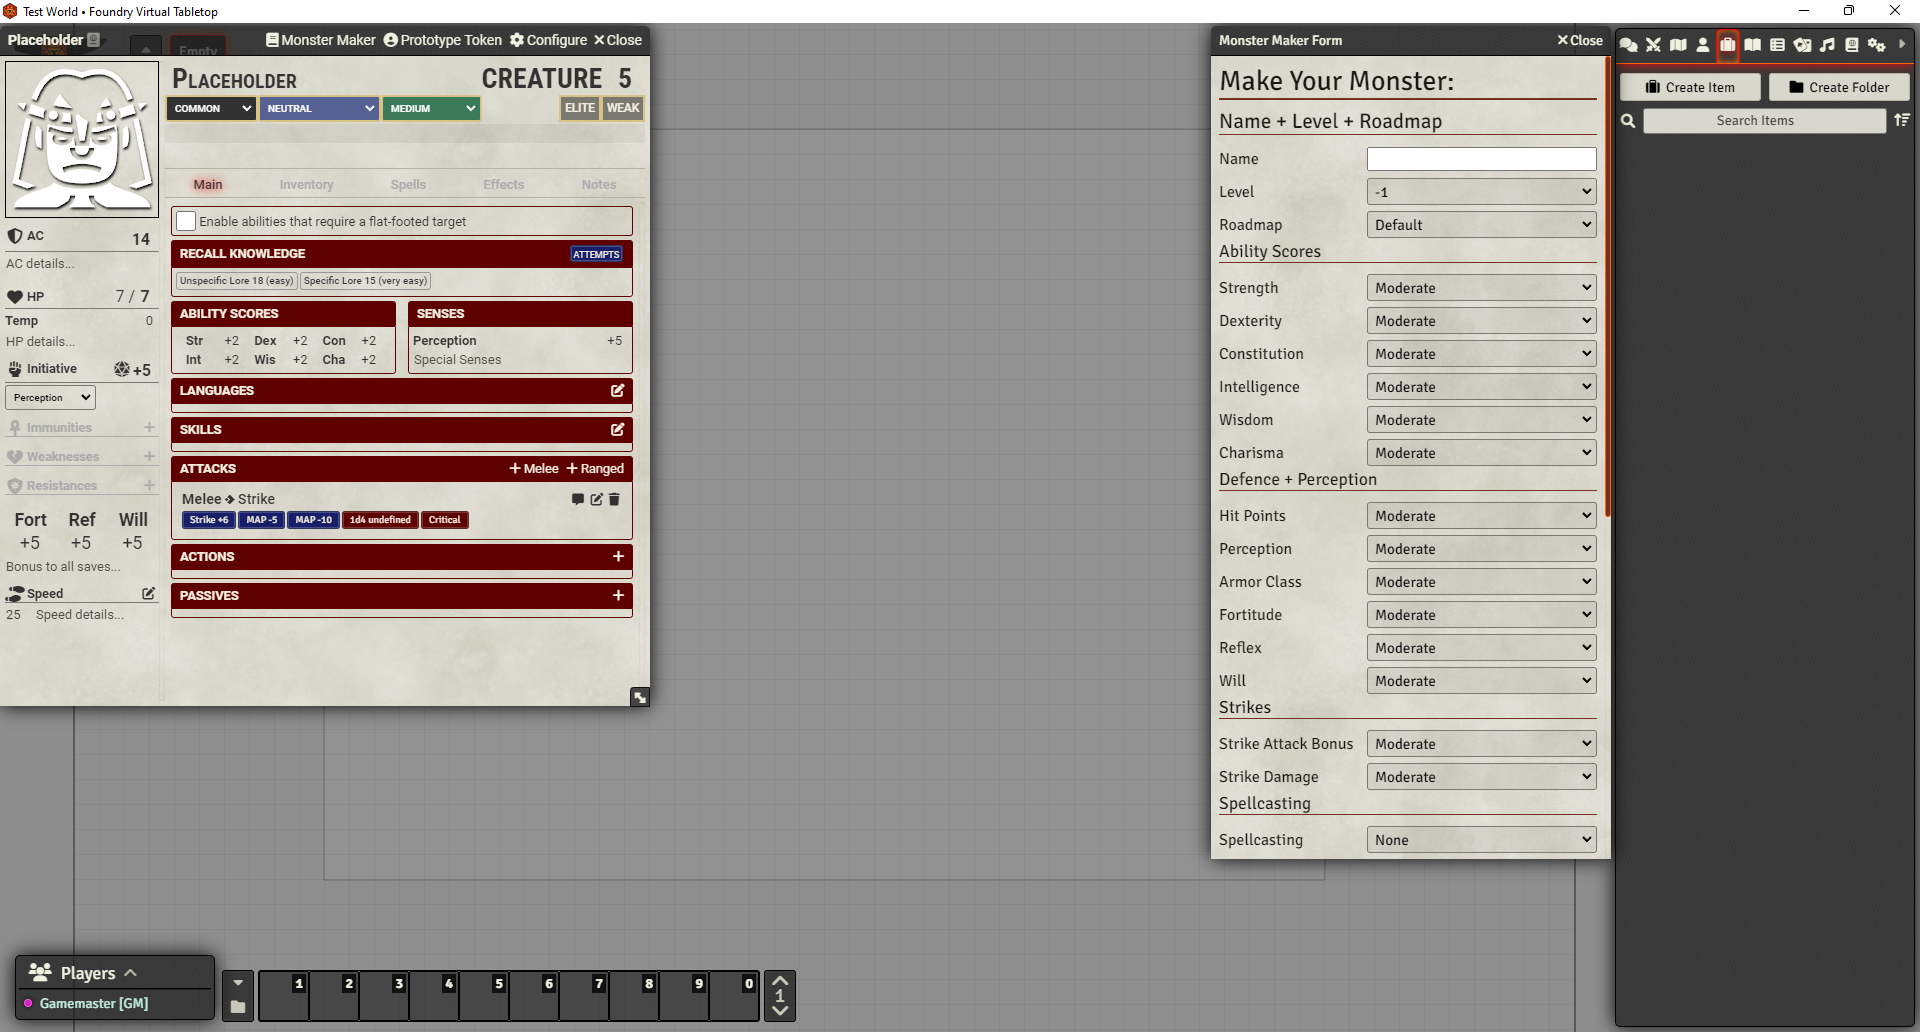 Test World • Foundry Virtual Tabletop
Placeholder
Empty
Monster Maker Prototype Token Configure Close
PLACEHOLDER
CREATURE 5
COMMON NEUTRAL MEDIUM ELITE WEAK
Main Inventory Spells Effects Notes
AC 14
AC details...
HP 7 / 7
Temp 0
HP details...
Initiative +5
Perception
Immunities
Weaknesses
Resistances
Fort Ref Will
+5 +5 +5
Bonus to all saves...
Speed
25 Speed details...
Enable abilities that require a flat-footed target
RECALL KNOWLEDGE ATTEMPTS
Unspecific Lore 18 (easy) Specific Lore 15 (very easy)
ABILITY SCORES
Str +2 Dex +2 Con +2
Int +2 Wis +2 Cha +2
SENSES
Perception +5
Special Senses
LANGUAGES
SKILLS
ATTACKS + Melee + Ranged
Melee Strike
Strike +6 MAP -5 MAP -10 1d4 undefined Critical
ACTIONS +
PASSIVES +
Monster Maker Form Close
Make Your Monster:
Name + Level + Roadmap
Name
Level -1
Roadmap Default
Ability Scores
Strength Moderate
Dexterity Moderate
Constitution Moderate
Intelligence Moderate
Wisdom Moderate
Charisma Moderate
Defence + Perception
Hit Points Moderate
Perception Moderate
Armor Class Moderate
Fortitude Moderate
Reflex Moderate
Will Moderate
Strikes
Strike Attack Bonus Moderate
Strike Damage Moderate
Spellcasting
Spellcasting None
Create Item Create Folder
Search Items
Players
Gamemaster [GM]
1 2 3 4 5 6 7 8 9 0
1